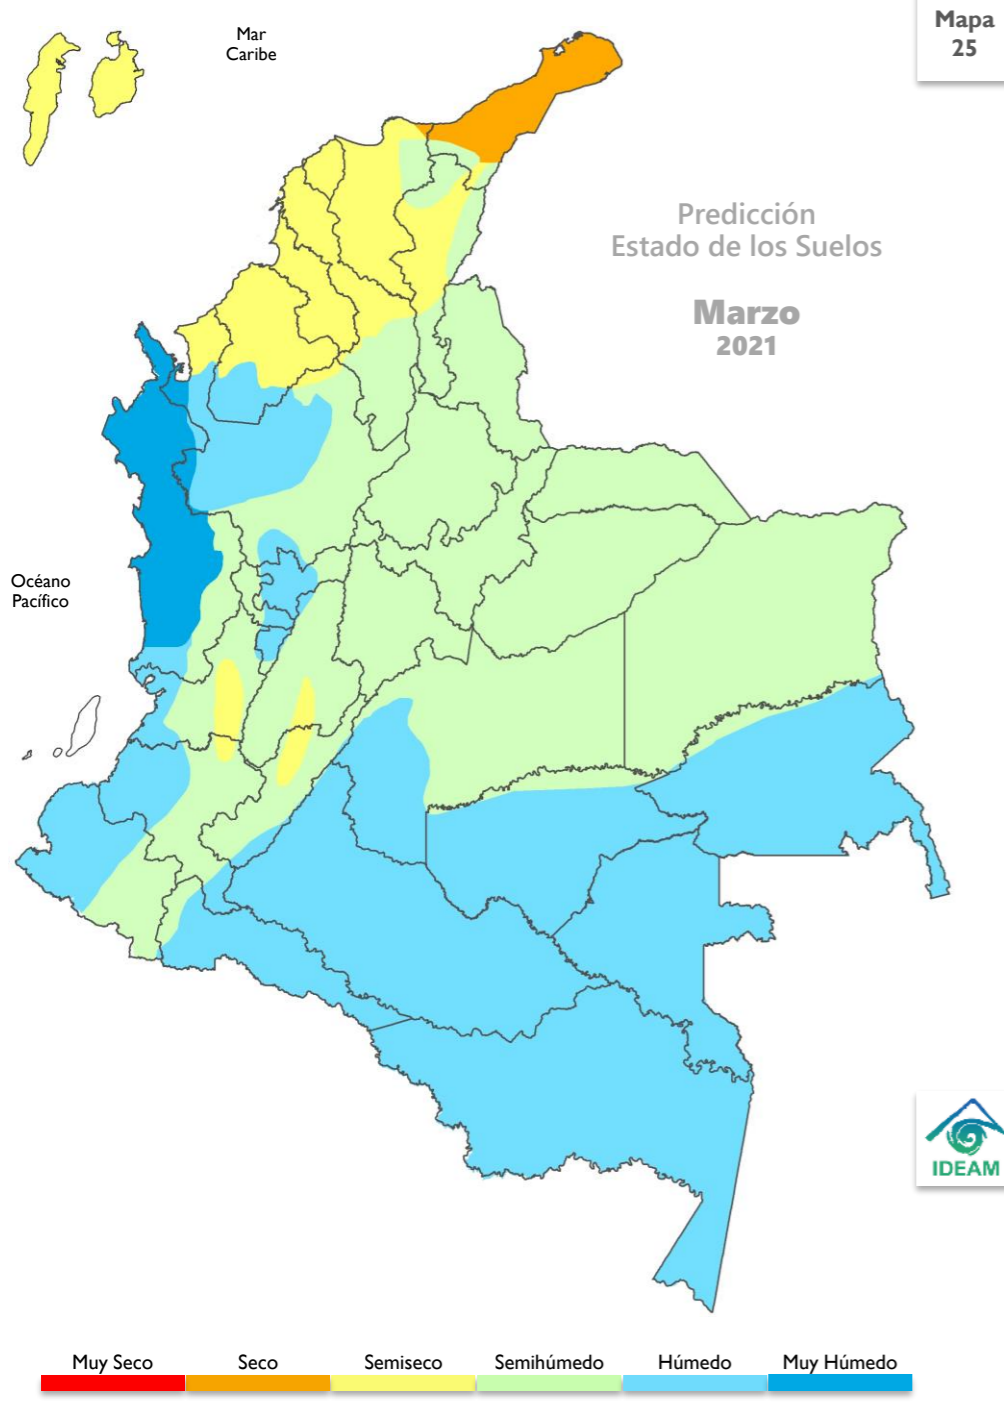 Mapa
25
Mar
Caribe
Predicción
Estado de los Suelos
Marzo
2021
Océano
Pacífico
IDEAM
Muy Seco
Seco
Semiseco
Semihúmedo
Húmedo
Muy Húmedo